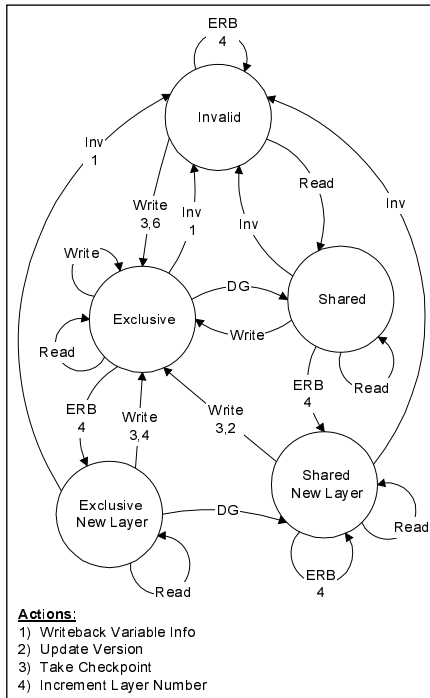 ERB
4
Invalid
Inv
1
Read
Write
3,6
Inv
1
Inv
Inv
Write
DG
Exclusive
Shared
Write
Read
ERB
4
Read
ERB
4
Write
3,4
Write
3,2
Exclusive
New Layer
Shared
New Layer
DG
Read
Read
ERB
4
Actions:
1) Writeback Variable Info
2) Update Version
3) Take Checkpoint
4) Increment Layer Number